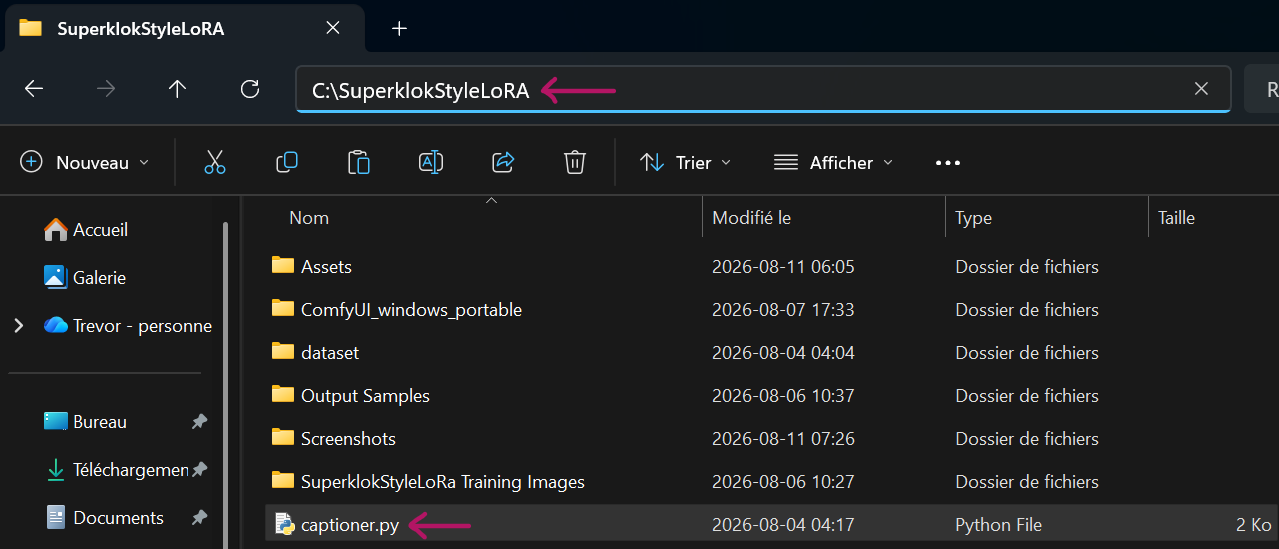 SuperklokStyleLoRA
C:\SuperklokStyleLoRA
R
Nouveau Trier Afficher
Nom Modifié le Type Taille
Accueil
Galerie
Trevor - personne
Bureau
Téléchargemen
Documents
Assets 2026-08-11 06:05 Dossier de fichiers
ComfyUI_windows_portable 2026-08-07 17:33 Dossier de fichiers
dataset 2026-08-04 04:04 Dossier de fichiers
Output Samples 2026-08-06 10:37 Dossier de fichiers
Screenshots 2026-08-11 07:26 Dossier de fichiers
SuperklokStyleLoRa Training Images 2026-08-06 10:27 Dossier de fichiers
captioner.py 2026-08-04 04:17 Python File 2 Ko